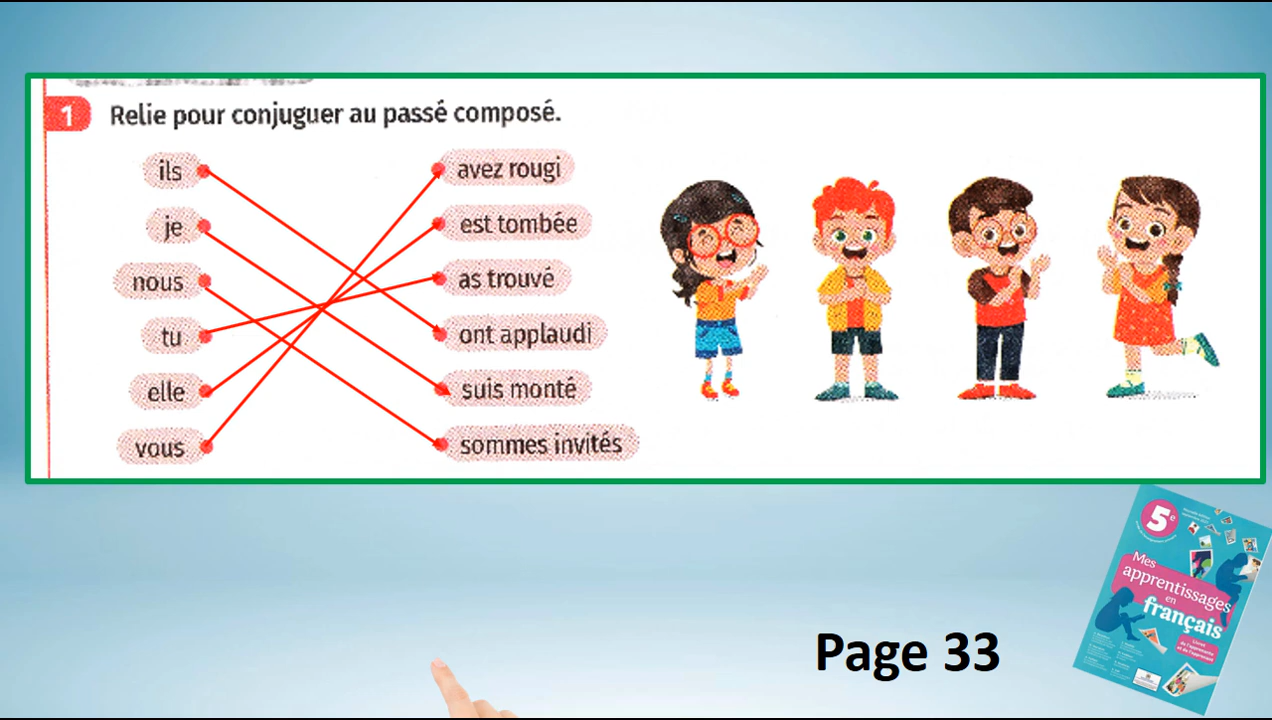 1 Relie pour conjuguer au passé composé.
ils
avez rougi
je
est tombée
nous
as trouvé
tu
ont applaudi
elle
suis monté
vous
sommes invités
Page 33
5e
Mes
apprentissages
en
français